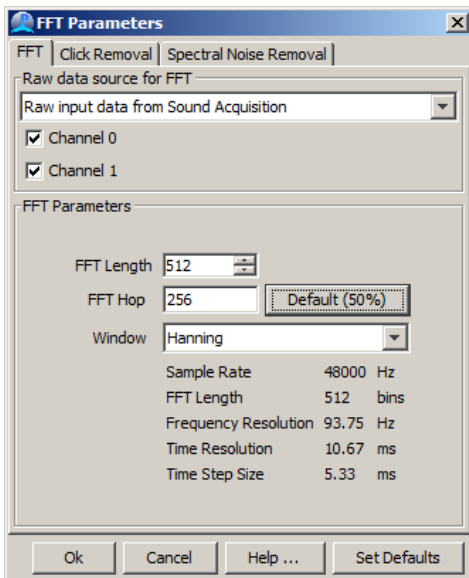 FFT Parameters
FFT Click Removal Spectral Noise Removal
Raw data source for FFT
Raw input data from Sound Acquisition
Channel 0
Channel 1
FFT Parameters
FFT Length 512
FFT Hop 256 Default (50%)
Window Hanning
Sample Rate 48000 Hz
FFT Length 512 bins
Frequency Resolution 93.75 Hz
Time Resolution 10.67 ms
Time Step Size 5.33 ms
Ok Cancel Help ... Set Defaults